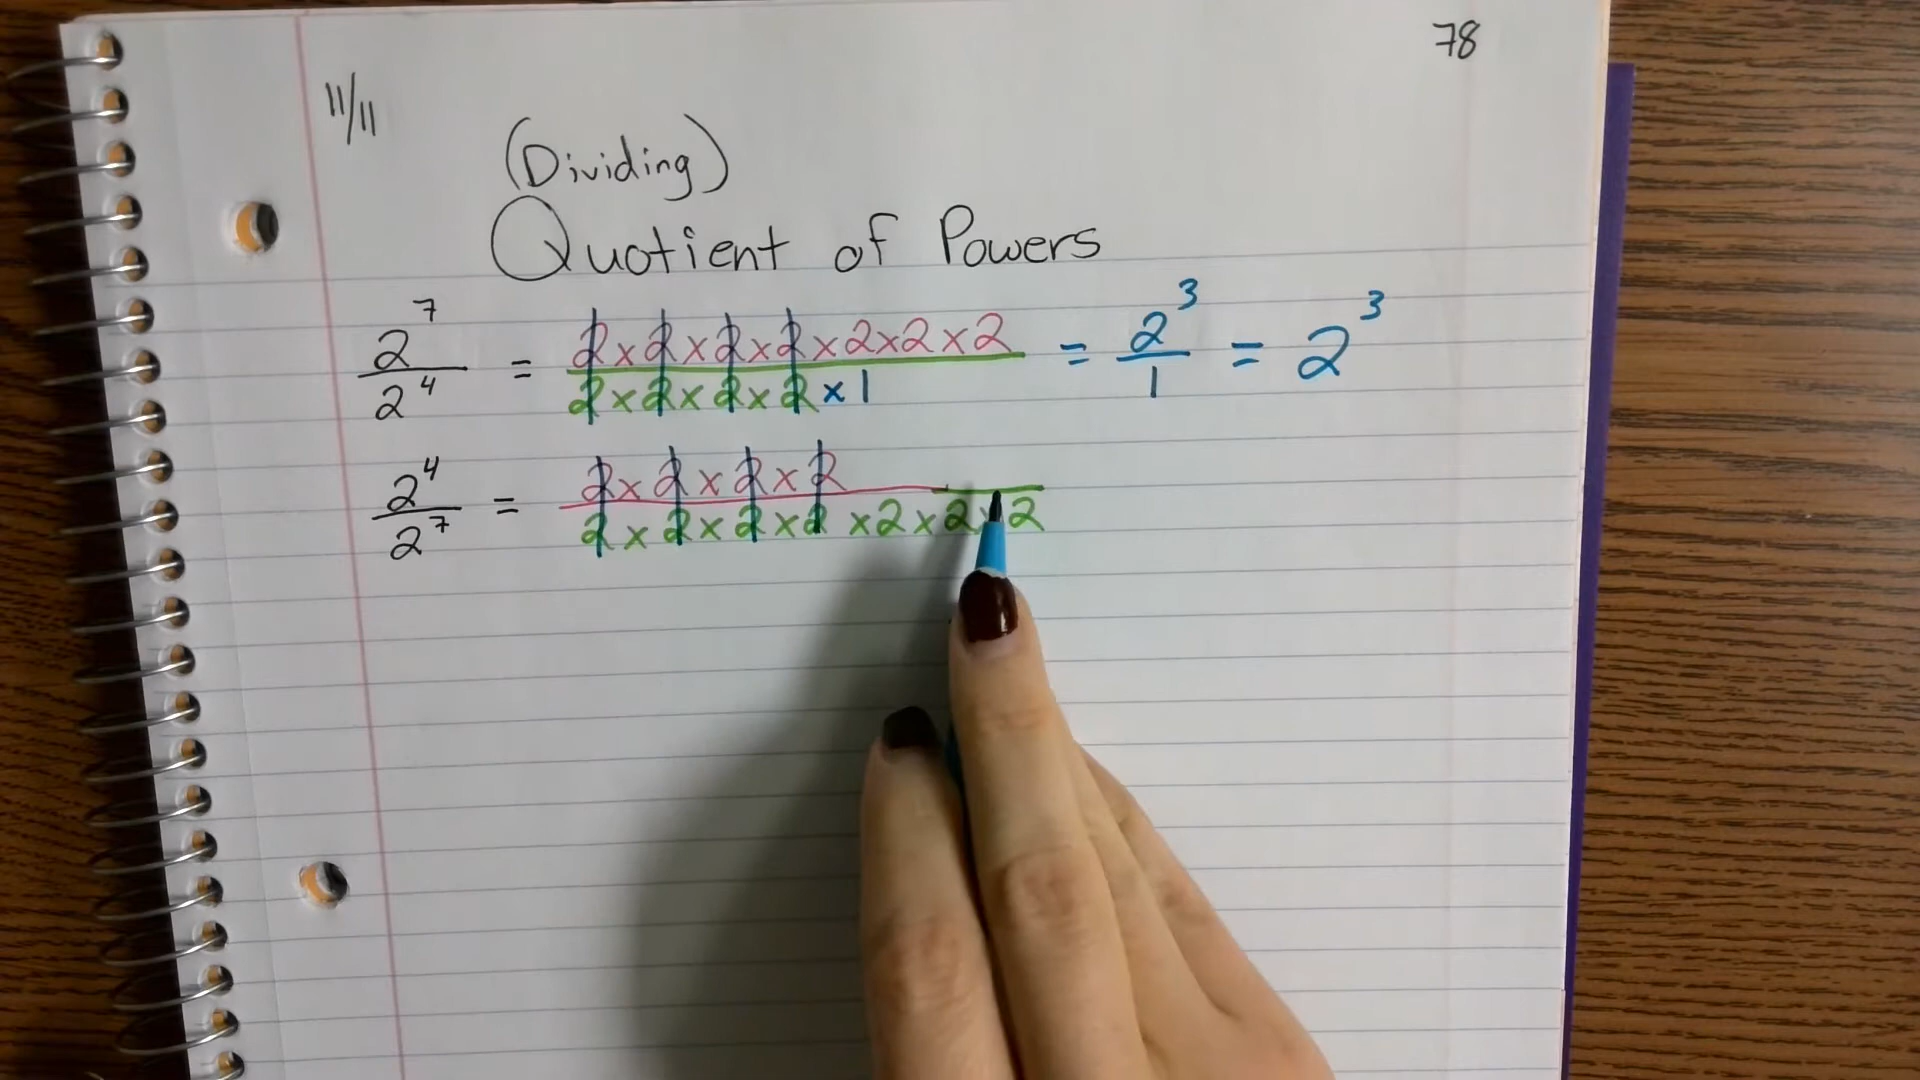 78
11/11
(Dividing)
Quotient of Powers
2^7/2^4 = 2×2×2×2×2×2×2/2×2×2×2×1 = 2^3/1 = 2^3
2^4/2^7 = 2×2×2×2/2×2×2×2×2×2×2